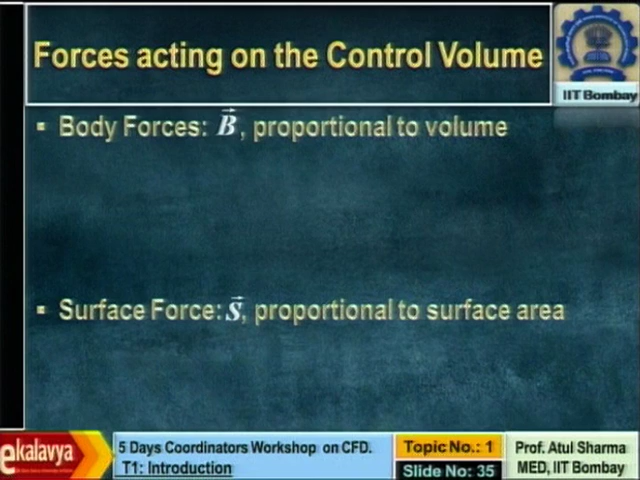 Forces acting on the Control Volume
IIT Bombay
▪ Body Forces: B⃗, proportional to volume
▪ Surface Force: S⃗, proportional to surface area
ekalavya
5 Days Coordinators Workshop on CFD.
T1: Introduction
Topic No.: 1
Slide No: 35
Prof. Atul Sharma
MED, IIT Bombay